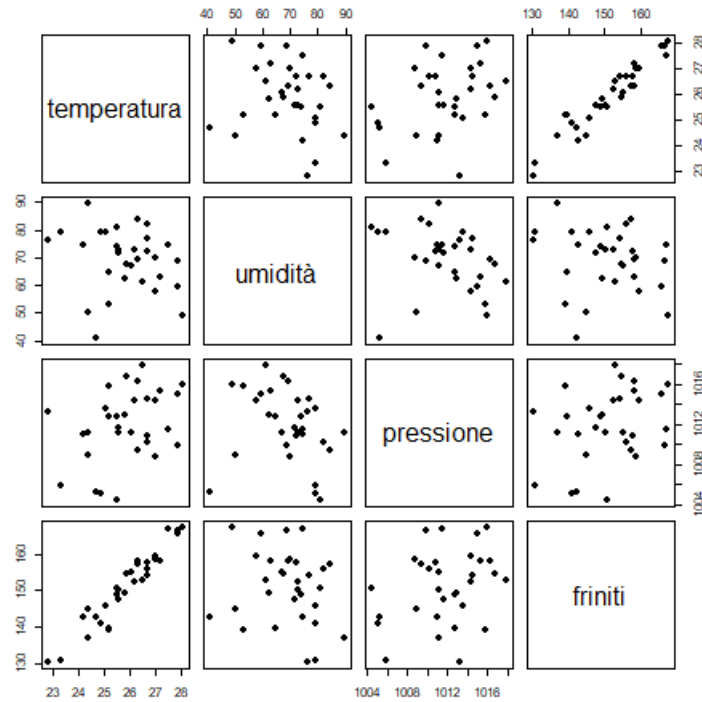 40 50 60 70 80 90
130 140 150 160
temperatura
23 24 25 26 27 28
40 50 60 70 80 90
umidità
pressione
1004 1008 1012 1016
130 140 150 160
friniti
23 24 25 26 27 28
1004 1008 1012 1016